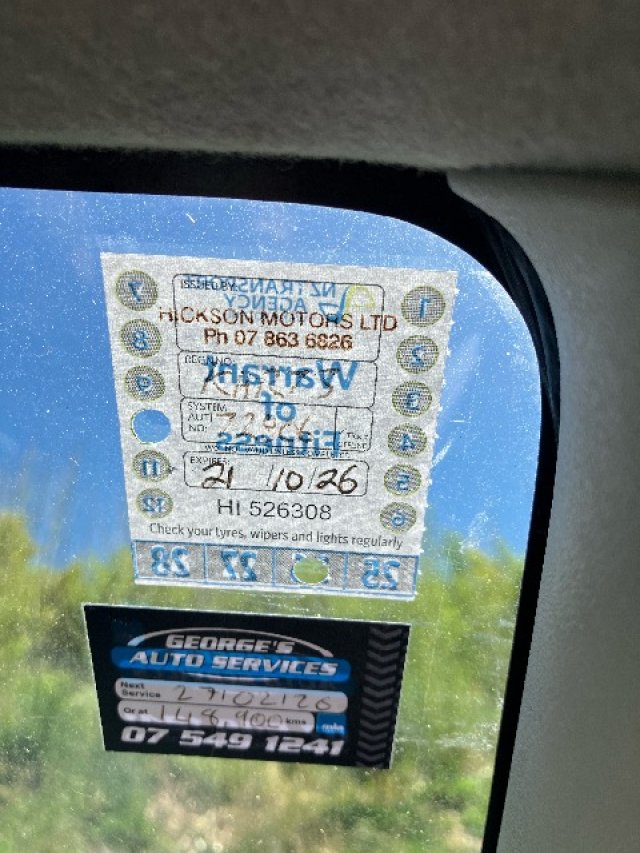 ISSUED BY:
NZ TRANSPORT
AGENCY
HICKSON MOTORS LTD
Ph 07 863 6826
REG NO:
Warrant
of
SYSTEM
AUTH
NO:
Fitness
EXPIRES
21 / 10 / 26
HI 526308
Check your tyres, wipers and lights regularly
7
8
9
11
12
1
2
3
4
5
6
28
27
25
GEORGE'S
AUTO SERVICES
Next
Service 27/02/26
Or at 148,900 kms
07 549 1241